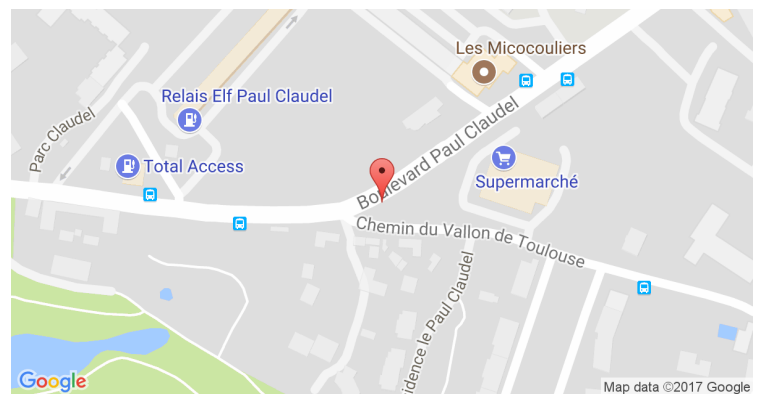 Les Micocouliers
Relais Elf Paul Claudel
Parc Claudel
Boulevard Paul Claudel
Total Access
Supermarché
Chemin du Vallon de Toulouse
idence le Paul Claudel
Google
Map data ©2017 Google